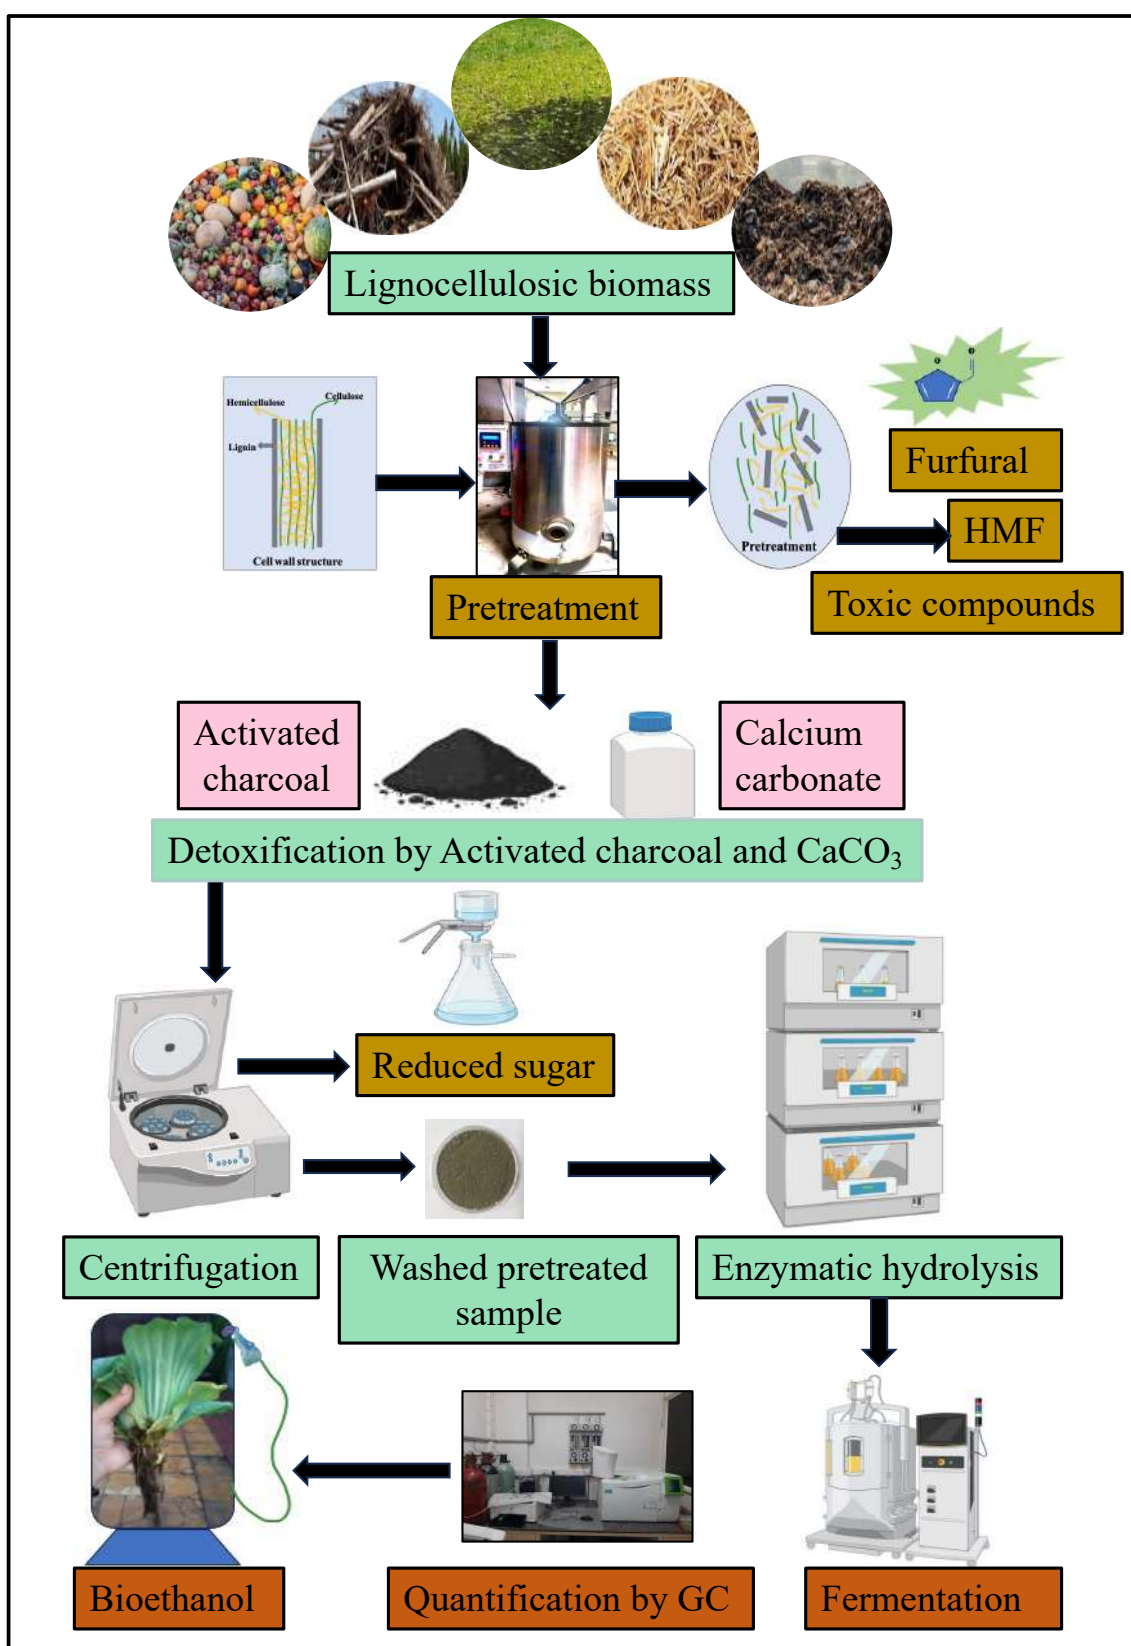 Lignocellulosic biomass
Hemicellulose
Cellulose
Lignin
Cell wall structure
Pretreatment
Furfural
HMF
Toxic compounds
Pretreatment
Activated
charcoal
Calcium
carbonate
Detoxification by Activated charcoal and CaCO₃
Reduced sugar
Centrifugation
Washed pretreated
sample
Enzymatic hydrolysis
Bioethanol
Quantification by GC
Fermentation